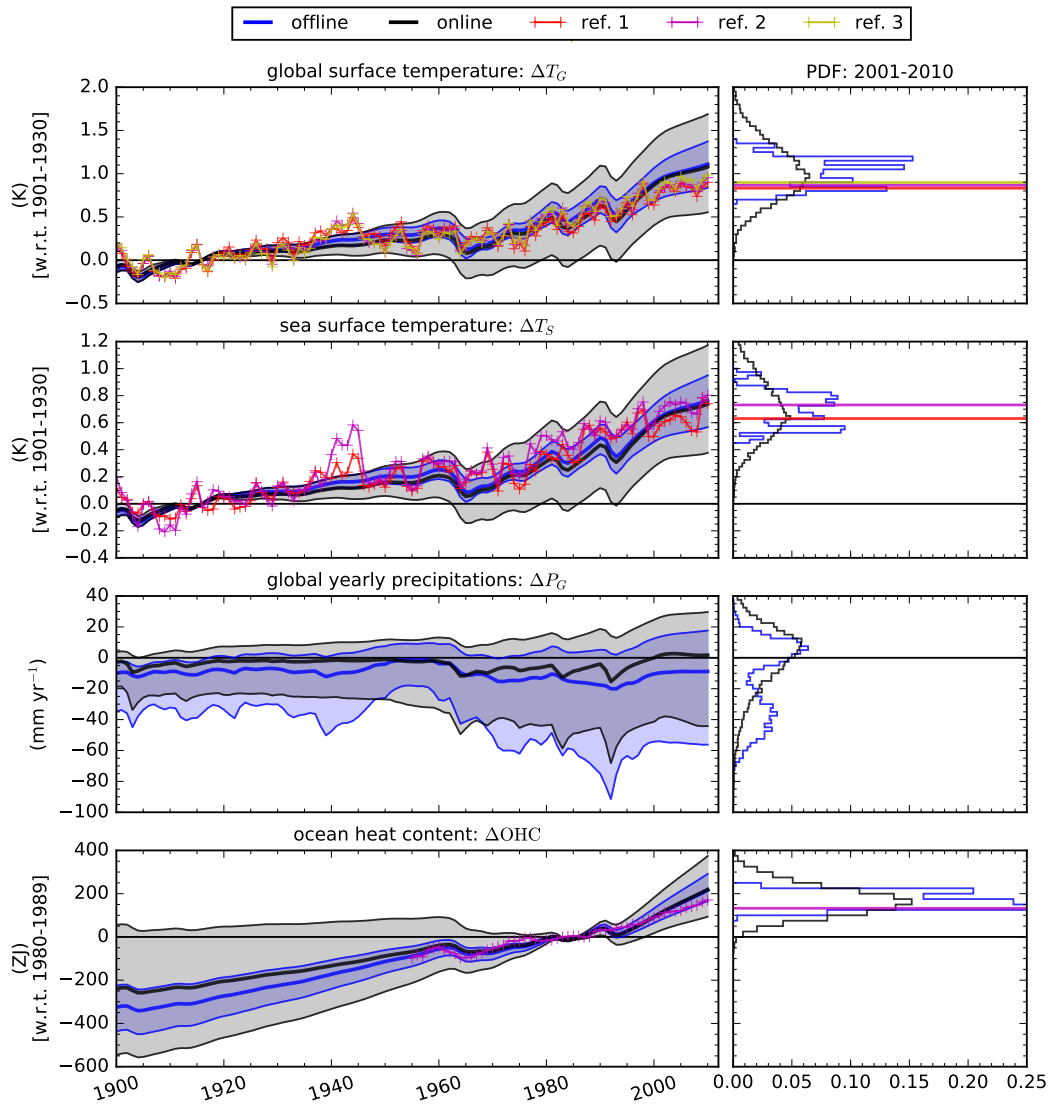 offline online ref. 1 ref. 2 ref. 3
global surface temperature: ΔT_G
PDF: 2001-2010
(K)
[w.r.t. 1901-1930]
2.0
1.5
1.0
0.5
0.0
−0.5
sea surface temperature: ΔT_S
(K)
[w.r.t. 1901-1930]
1.2
1.0
0.8
0.6
0.4
0.2
0.0
−0.2
−0.4
global yearly precipitations: ΔP_G
(mm yr⁻¹)
40
20
0
−20
−40
−60
−80
−100
ocean heat content: ΔOHC
(ZJ)
[w.r.t. 1980-1989]
400
200
0
−200
−400
−600
1900 1920 1940 1960 1980 2000
0.00 0.05 0.10 0.15 0.20 0.25